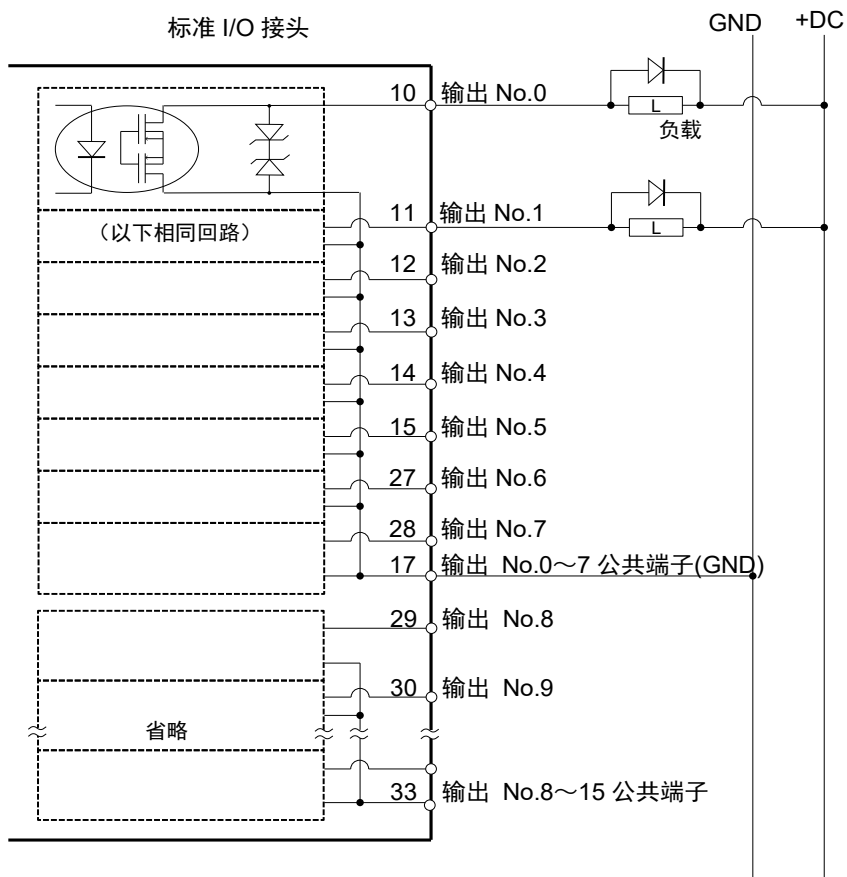 标准 I/O 接头
GND +DC
10 输出 No.0
L
负载
11 输出 No.1
L
（以下相同回路）
12 输出 No.2
13 输出 No.3
14 输出 No.4
15 输出 No.5
27 输出 No.6
28 输出 No.7
17 输出 No.0～7 公共端子(GND)
29 输出 No.8
30 输出 No.9
省略
33 输出 No.8～15 公共端子